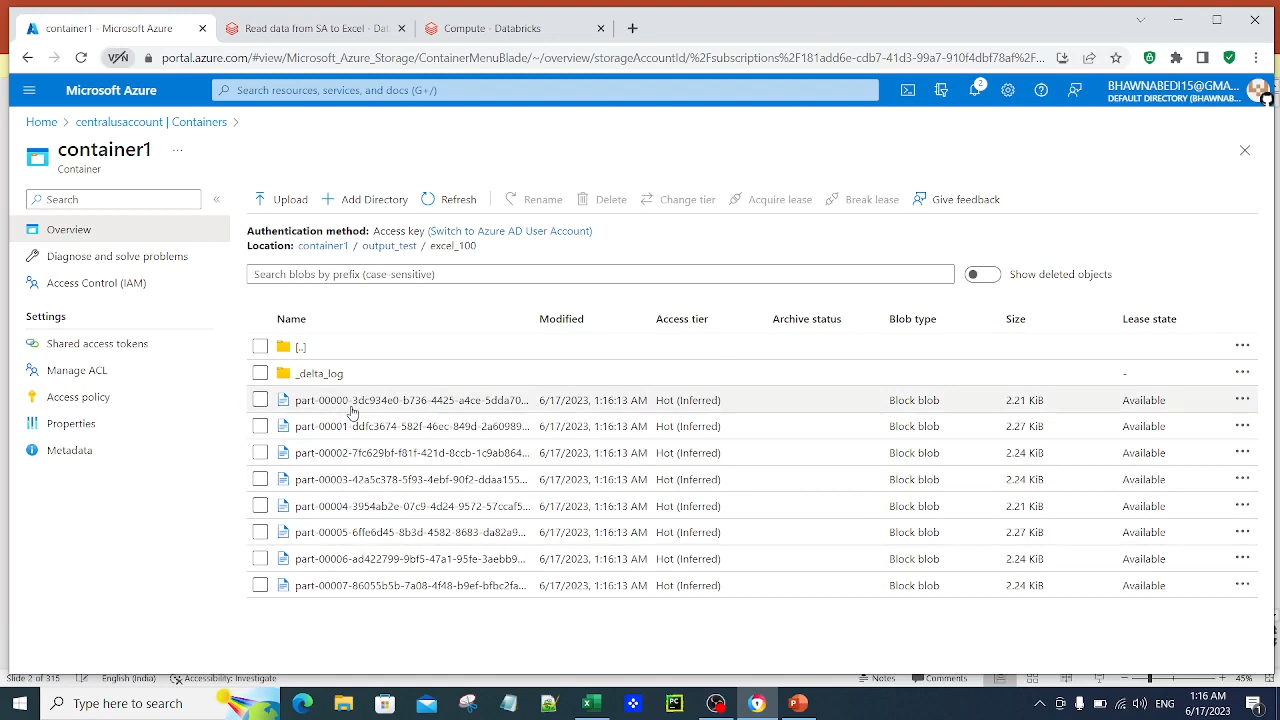 container1 - Microsoft Azure
Read data from SA to Excel - Dat
Compute - Databricks
VPN
portal.azure.com/#view/Microsoft_Azure_Storage/ContainerMenuBlade/~/overview/storageAccountId/%2Fsubscriptions%2F181add6e-cdb7-41d3-99a7-910f4dbf78af%2F...
Microsoft Azure
Search resources, services, and docs (G+/)
2
BHAWNABEDI15@GMA...
DEFAULT DIRECTORY (BHAWNAB...
Home > centralusaccount | Containers >
container1 ...
Container
Search
«
Upload
Add Directory
Refresh
Rename
Delete
Change tier
Acquire lease
Break lease
Give feedback
Overview
Diagnose and solve problems
Access Control (IAM)
Settings
Shared access tokens
Manage ACL
Access policy
Properties
Metadata
Authentication method: Access key (Switch to Azure AD User Account)
Location: container1 / output_test / excel_100
Search blobs by prefix (case-sensitive)
Show deleted objects
Name Modified Access tier Archive status Blob type Size Lease state
[..] ...
_delta_log - ...
part-00000-3dc934e0-b736-4425-a4ce-5dda70... 6/17/2023, 1:16:13 AM Hot (Inferred) Block blob 2.21 KiB Available ...
part-00001-ddfc3674-582f-46ec-849d-2a60989... 6/17/2023, 1:16:13 AM Hot (Inferred) Block blob 2.27 KiB Available ...
part-00002-7fc629bf-f81f-421d-8ccb-1c9ab864... 6/17/2023, 1:16:13 AM Hot (Inferred) Block blob 2.24 KiB Available ...
part-00003-42a5c378-5f93-4ebf-90f2-ddaa155... 6/17/2023, 1:16:13 AM Hot (Inferred) Block blob 2.24 KiB Available ...
part-00004-3954ab2e-07c9-4d24-9572-57ccaf5... 6/17/2023, 1:16:13 AM Hot (Inferred) Block blob 2.24 KiB Available ...
part-00005-6ffe6d45-8b3d-4582-8683-da82a9... 6/17/2023, 1:16:13 AM Hot (Inferred) Block blob 2.27 KiB Available ...
part-00006-ad422799-9bf5-47a1-95fe-3aebb9... 6/17/2023, 1:16:13 AM Hot (Inferred) Block blob 2.24 KiB Available ...
part-00007-86055b5b-7a08-4f48-b9ef-bfbc2fa... 6/17/2023, 1:16:13 AM Hot (Inferred) Block blob 2.24 KiB Available ...
Slide 2 of 315 English (India) Accessibility: Investigate Notes Comments 45%
Type here to search
PC
ENG
1:16 AM
6/17/2023
1